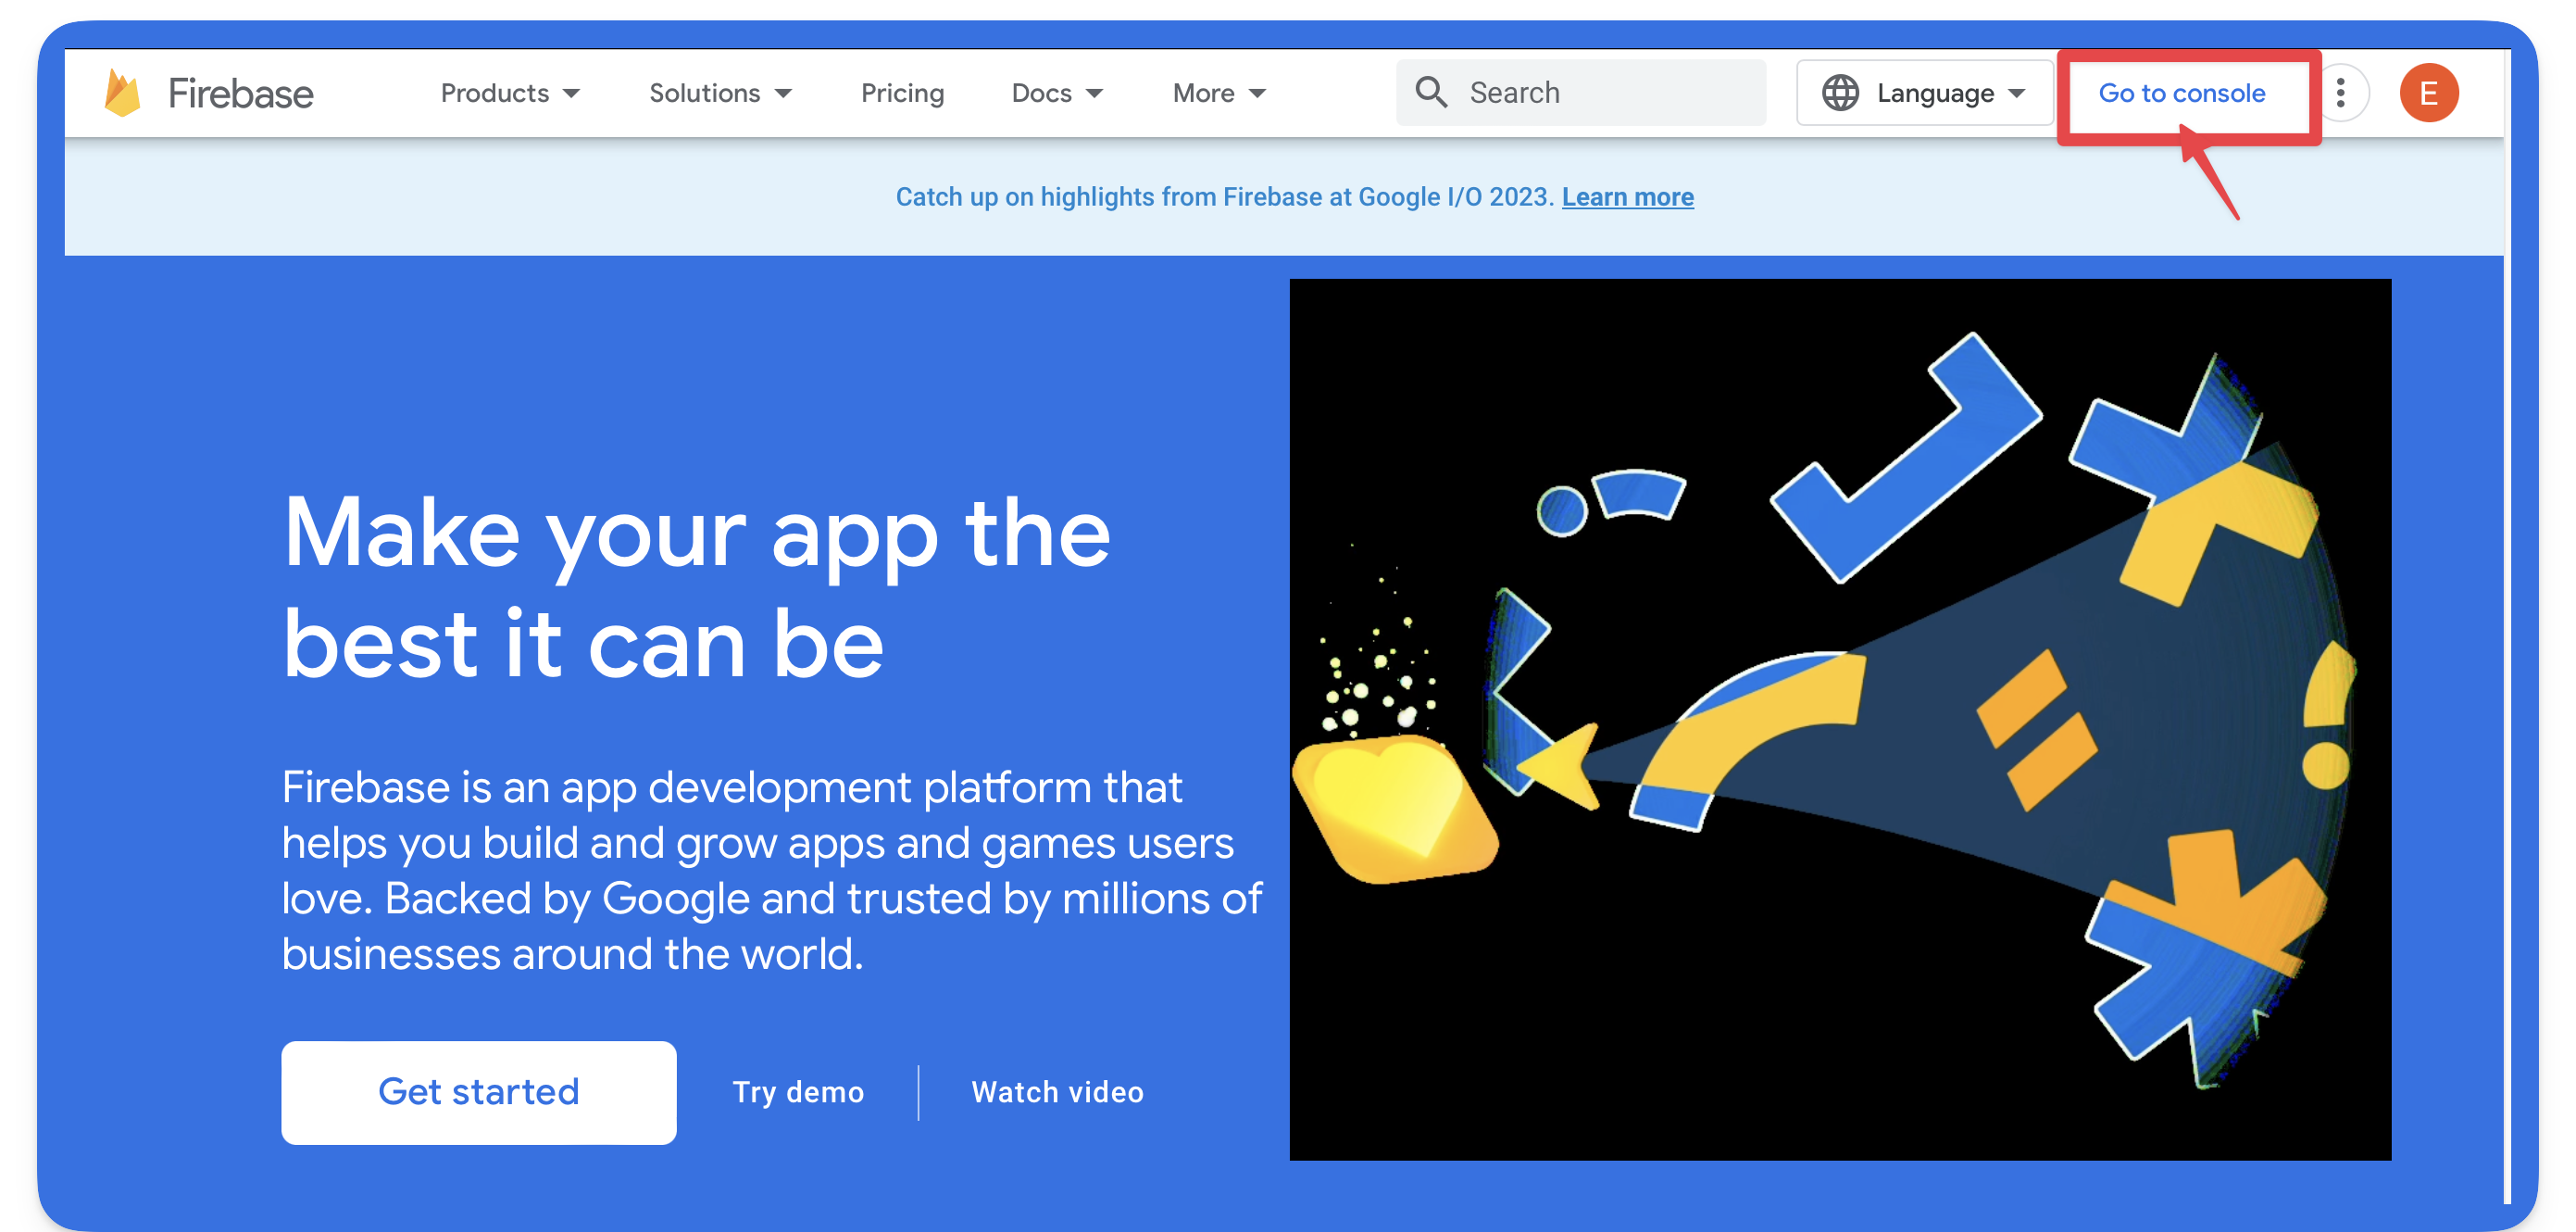 Firebase Products Solutions Pricing Docs More Search Language Go to console E
Catch up on highlights from Firebase at Google I/O 2023. Learn more
Make your app the
best it can be
Firebase is an app development platform that
helps you build and grow apps and games users
love. Backed by Google and trusted by millions of
businesses around the world.
Get started Try demo Watch video